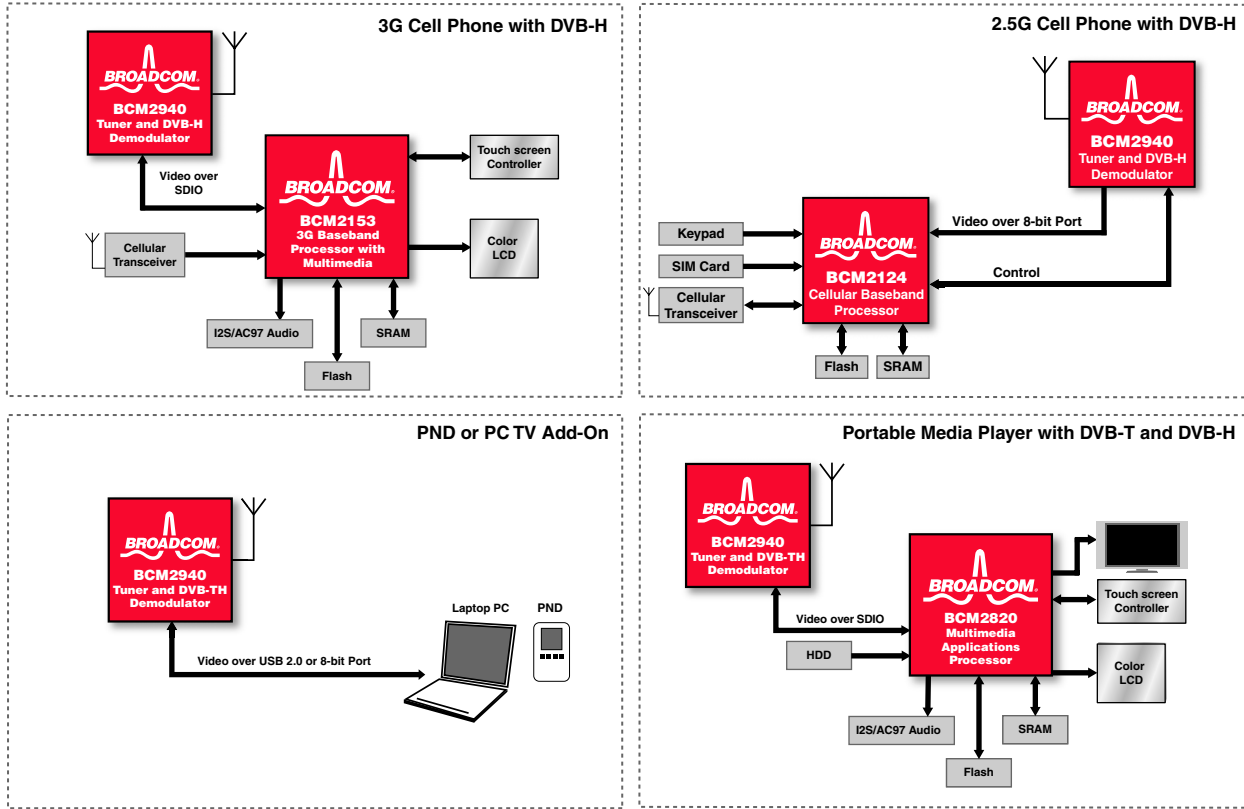 3G Cell Phone with DVB-H
BROADCOM®
BCM2940
Tuner and DVB-H
Demodulator
Video over
SDIO
BROADCOM®
BCM2153
3G Baseband
Processor with
Multimedia
Touch screen
Controller
Cellular
Transceiver
Color
LCD
I2S/AC97 Audio
SRAM
Flash
2.5G Cell Phone with DVB-H
BROADCOM®
BCM2940
Tuner and DVB-H
Demodulator
Video over 8-bit Port
Control
Keypad
SIM Card
Cellular
Transceiver
BROADCOM®
BCM2124
Cellular Baseband
Processor
Flash
SRAM
PND or PC TV Add-On
BROADCOM®
BCM2940
Tuner and DVB-TH
Demodulator
Laptop PC
PND
Video over USB 2.0 or 8-bit Port
Portable Media Player with DVB-T and DVB-H
BROADCOM®
BCM2940
Tuner and DVB-TH
Demodulator
Video over SDIO
HDD
BROADCOM®
BCM2820
Multimedia
Applications
Processor
Touch screen
Controller
Color
LCD
I2S/AC97 Audio
SRAM
Flash